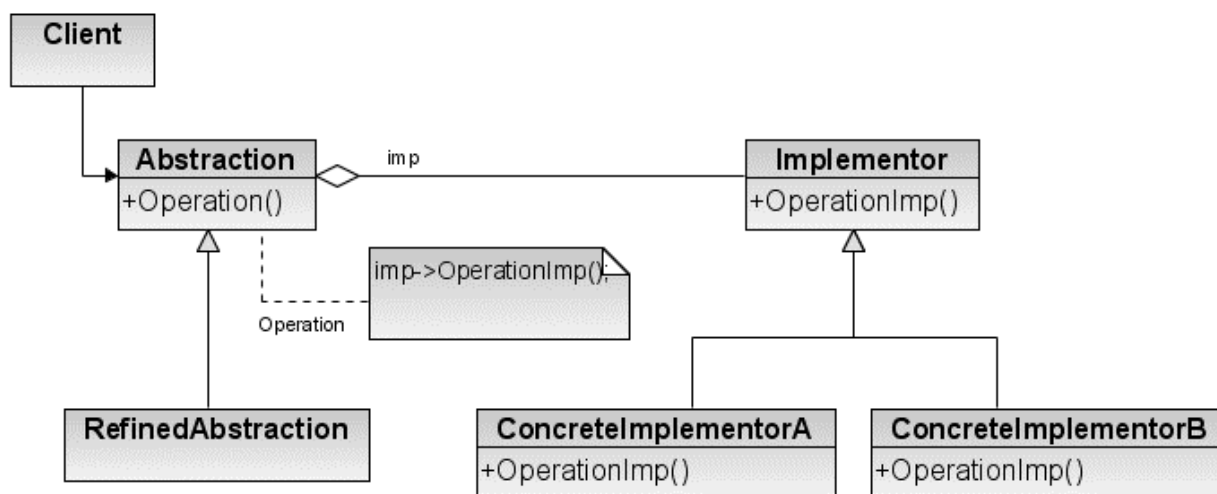 Client
Abstraction
+Operation()
imp
Implementor
+OperationImp()
imp->OperationImp();
Operation
RefinedAbstraction
ConcreteImplementorA
+OperationImp()
ConcreteImplementorB
+OperationImp()